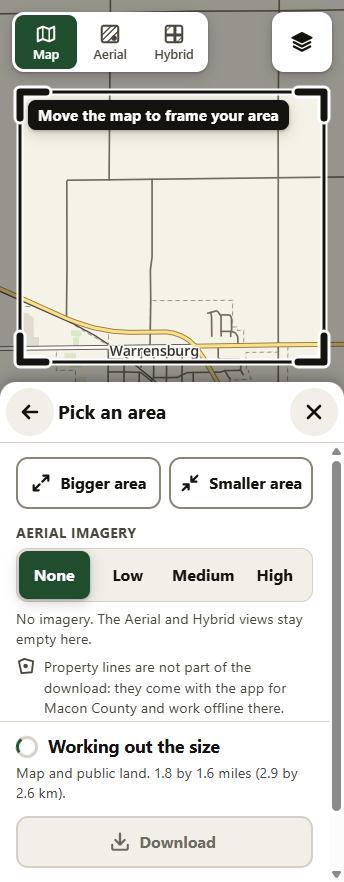 Map
Aerial
Hybrid
Move the map to frame your area
Warrensburg
Pick an area
Bigger area
Smaller area
AERIAL IMAGERY
None
Low
Medium
High
No imagery. The Aerial and Hybrid views stay
empty here.
Property lines are not part of the
download: they come with the app for
Macon County and work offline there.
Working out the size
Map and public land. 1.8 by 1.6 miles (2.9 by
2.6 km).
Download